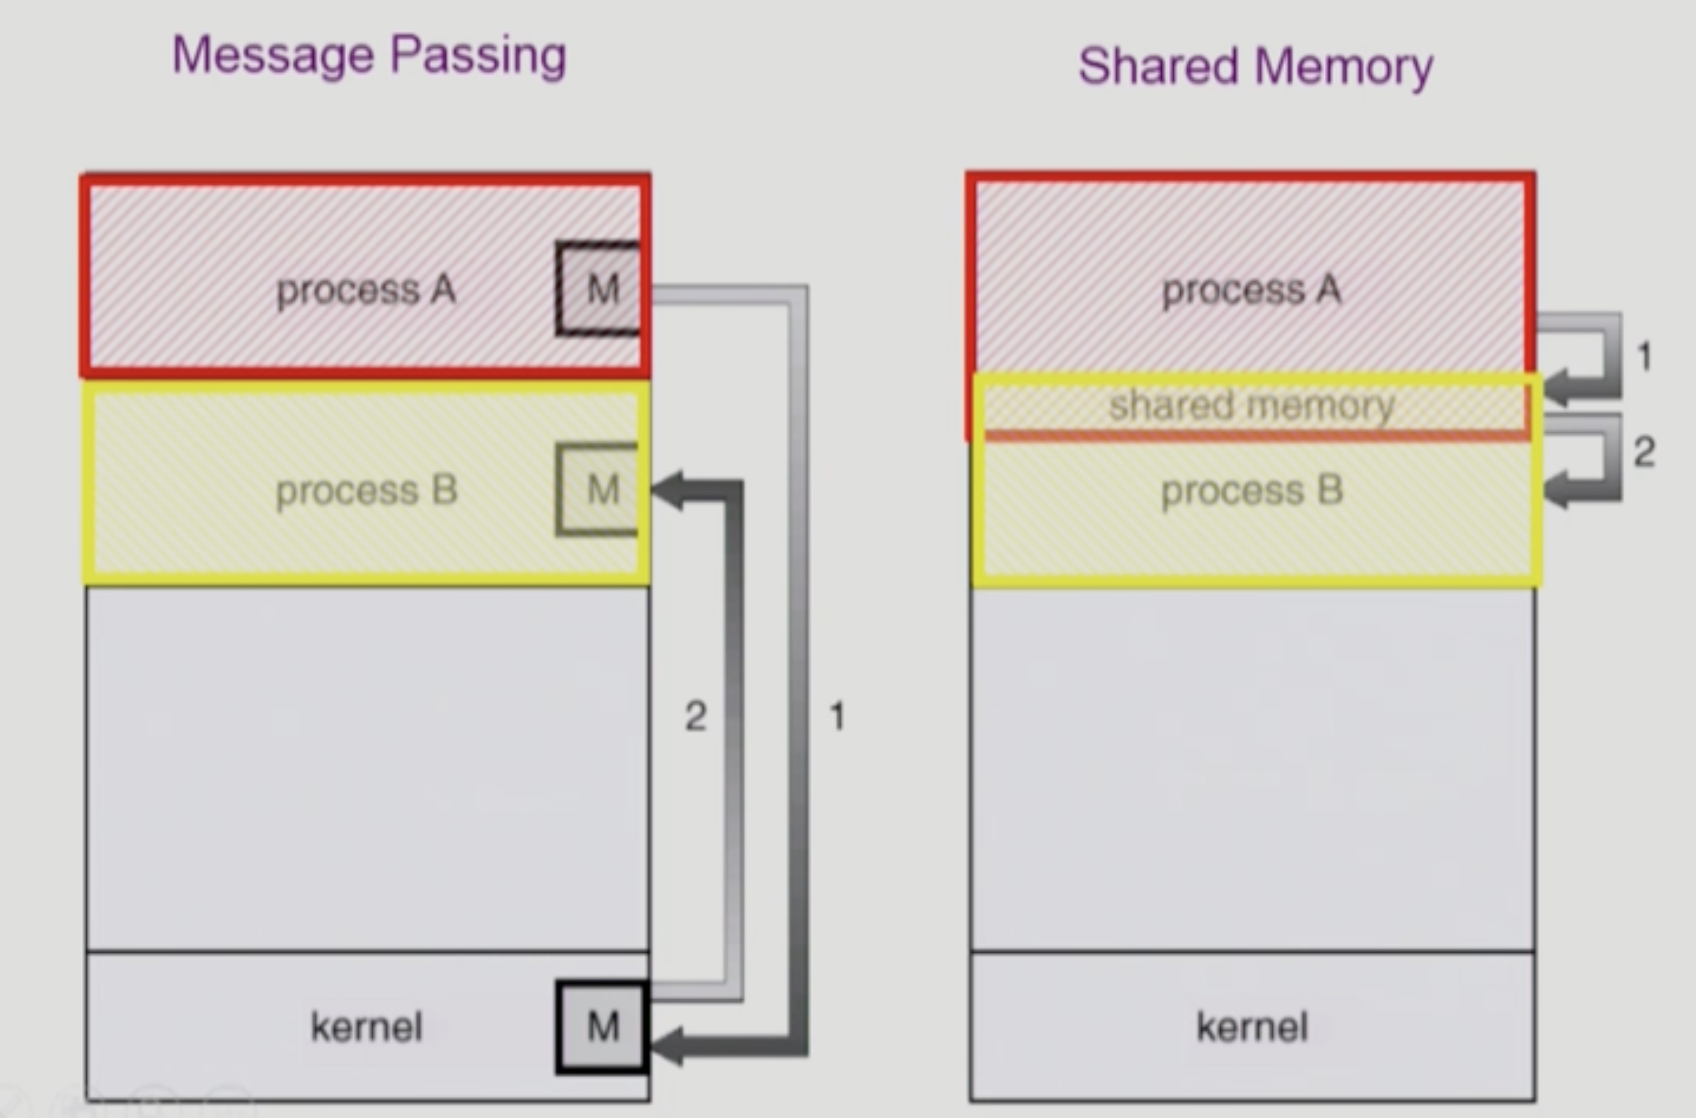 Message Passing
process A
M
process B
M
2
1
kernel
M
Shared Memory
process A
1
shared memory
2
process B
kernel